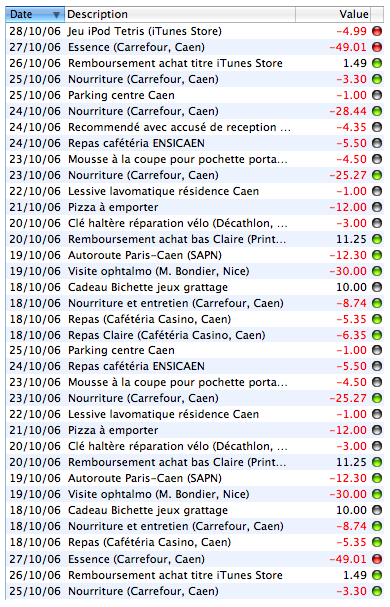 Date Description Value
28/10/06 Jeu iPod Tetris (iTunes Store) −4.99
27/10/06 Essence (Carrefour, Caen) −49.01
26/10/06 Remboursement achat titre iTunes Store 1.49
25/10/06 Nourriture (Carrefour, Caen) −3.30
25/10/06 Parking centre Caen −1.00
24/10/06 Nourriture (Carrefour, Caen) −28.44
24/10/06 Recommendé avec accusé de reception ... −4.35
24/10/06 Repas cafétéria ENSICAEN −5.50
23/10/06 Mousse à la coupe pour pochette porta... −4.50
23/10/06 Nourriture (Carrefour, Caen) −25.27
22/10/06 Lessive lavomatique résidence Caen −1.00
21/10/06 Pizza à emporter −12.00
20/10/06 Clé haltère réparation vélo (Décathlon, ... −3.00
20/10/06 Remboursement achat bas Claire (Print... 11.25
19/10/06 Autoroute Paris-Caen (SAPN) −12.30
19/10/06 Visite ophtalmo (M. Bondier, Nice) −30.00
18/10/06 Cadeau Bichette jeux grattage 10.00
18/10/06 Nourriture et entretien (Carrefour, Caen) −8.74
18/10/06 Repas (Cafétéria Casino, Caen) −5.35
18/10/06 Repas Claire (Cafétéria Casino, Caen) −6.35
25/10/06 Parking centre Caen −1.00
24/10/06 Repas cafétéria ENSICAEN −5.50
23/10/06 Mousse à la coupe pour pochette porta... −4.50
23/10/06 Nourriture (Carrefour, Caen) −25.27
22/10/06 Lessive lavomatique résidence Caen −1.00
21/10/06 Pizza à emporter −12.00
20/10/06 Clé haltère réparation vélo (Décathlon, ... −3.00
20/10/06 Remboursement achat bas Claire (Print... 11.25
19/10/06 Autoroute Paris-Caen (SAPN) −12.30
19/10/06 Visite ophtalmo (M. Bondier, Nice) −30.00
18/10/06 Cadeau Bichette jeux grattage 10.00
18/10/06 Nourriture et entretien (Carrefour, Caen) −8.74
18/10/06 Repas (Cafétéria Casino, Caen) −5.35
27/10/06 Essence (Carrefour, Caen) −49.01
26/10/06 Remboursement achat titre iTunes Store 1.49
25/10/06 Nourriture (Carrefour, Caen) −3.30